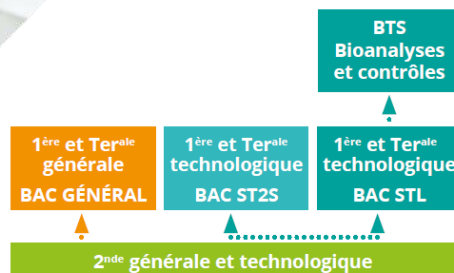 BTS
Bioanalyses
et contrôles
1ère et Terale
générale
BAC GÉNÉRAL
1ère et Terale
technologique
BAC ST2S
1ère et Terale
technologique
BAC STL
2nde générale et technologique